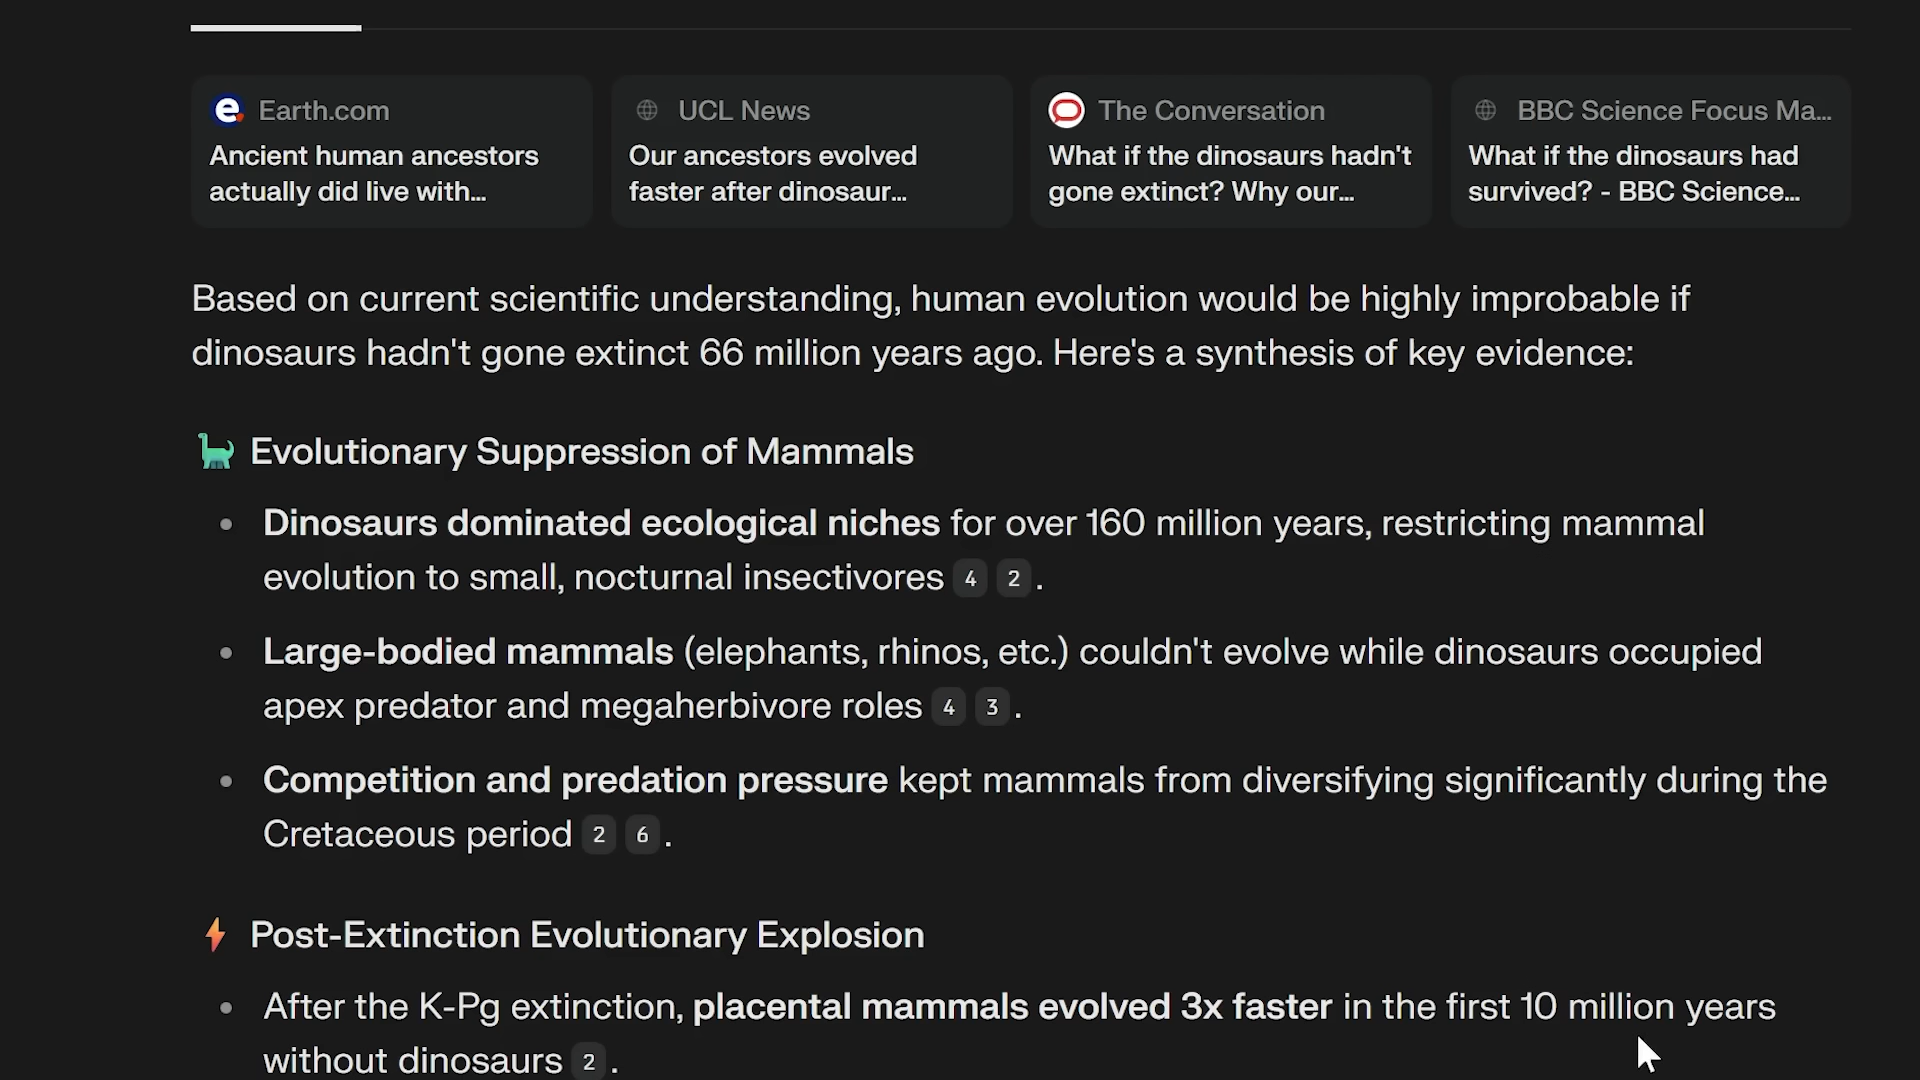 Earth.com
Ancient human ancestors
actually did live with...
UCL News
Our ancestors evolved
faster after dinosaur...
The Conversation
What if the dinosaurs hadn't
gone extinct? Why our...
BBC Science Focus Ma...
What if the dinosaurs had
survived? - BBC Science...
Based on current scientific understanding, human evolution would be highly improbable if
dinosaurs hadn't gone extinct 66 million years ago. Here's a synthesis of key evidence:
Evolutionary Suppression of Mammals
• Dinosaurs dominated ecological niches for over 160 million years, restricting mammal
evolution to small, nocturnal insectivores 4 2 .
• Large-bodied mammals (elephants, rhinos, etc.) couldn't evolve while dinosaurs occupied
apex predator and megaherbivore roles 4 3 .
• Competition and predation pressure kept mammals from diversifying significantly during the
Cretaceous period 2 6 .
Post-Extinction Evolutionary Explosion
• After the K-Pg extinction, placental mammals evolved 3x faster in the first 10 million years
without dinosaurs 2 .